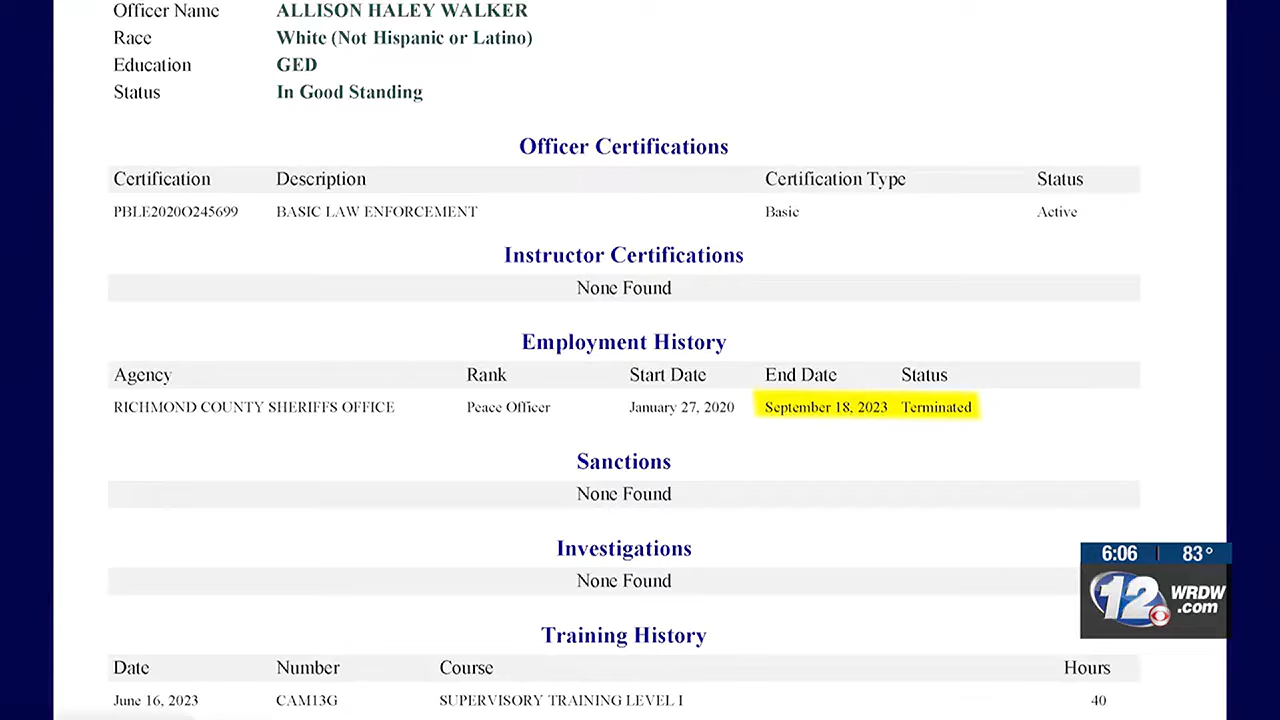 Officer Name ALLISON HALEY WALKER
Race White (Not Hispanic or Latino)
Education GED
Status In Good Standing
Officer Certifications
Certification Description Certification Type Status
PBLE2020O245699 BASIC LAW ENFORCEMENT Basic Active
Instructor Certifications
None Found
Employment History
Agency Rank Start Date End Date Status
RICHMOND COUNTY SHERIFFS OFFICE Peace Officer January 27, 2020 September 18, 2023 Terminated
Sanctions
None Found
Investigations
None Found
6:06 83°
12 WRDW
.com
Training History
Date Number Course Hours
June 16, 2023 CAM13G SUPERVISORY TRAINING LEVEL I 40